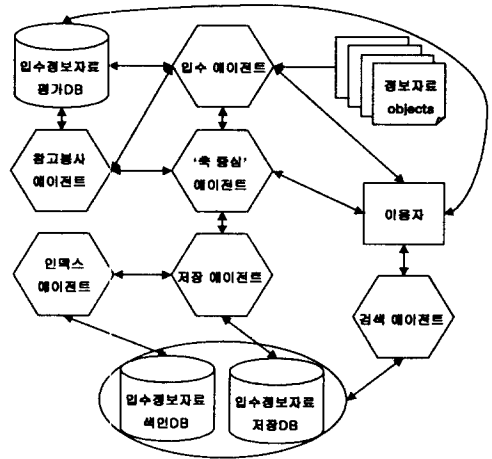 입수정보자료
평가DB
입수 에이전트
정보자료
objects
참고봉사
에이전트
'축 중심'
에이전트
이용자
인덱스
에이전트
저장 에이전트
검색 에이전트
입수정보자료
색인DB
입수정보자료
저장DB